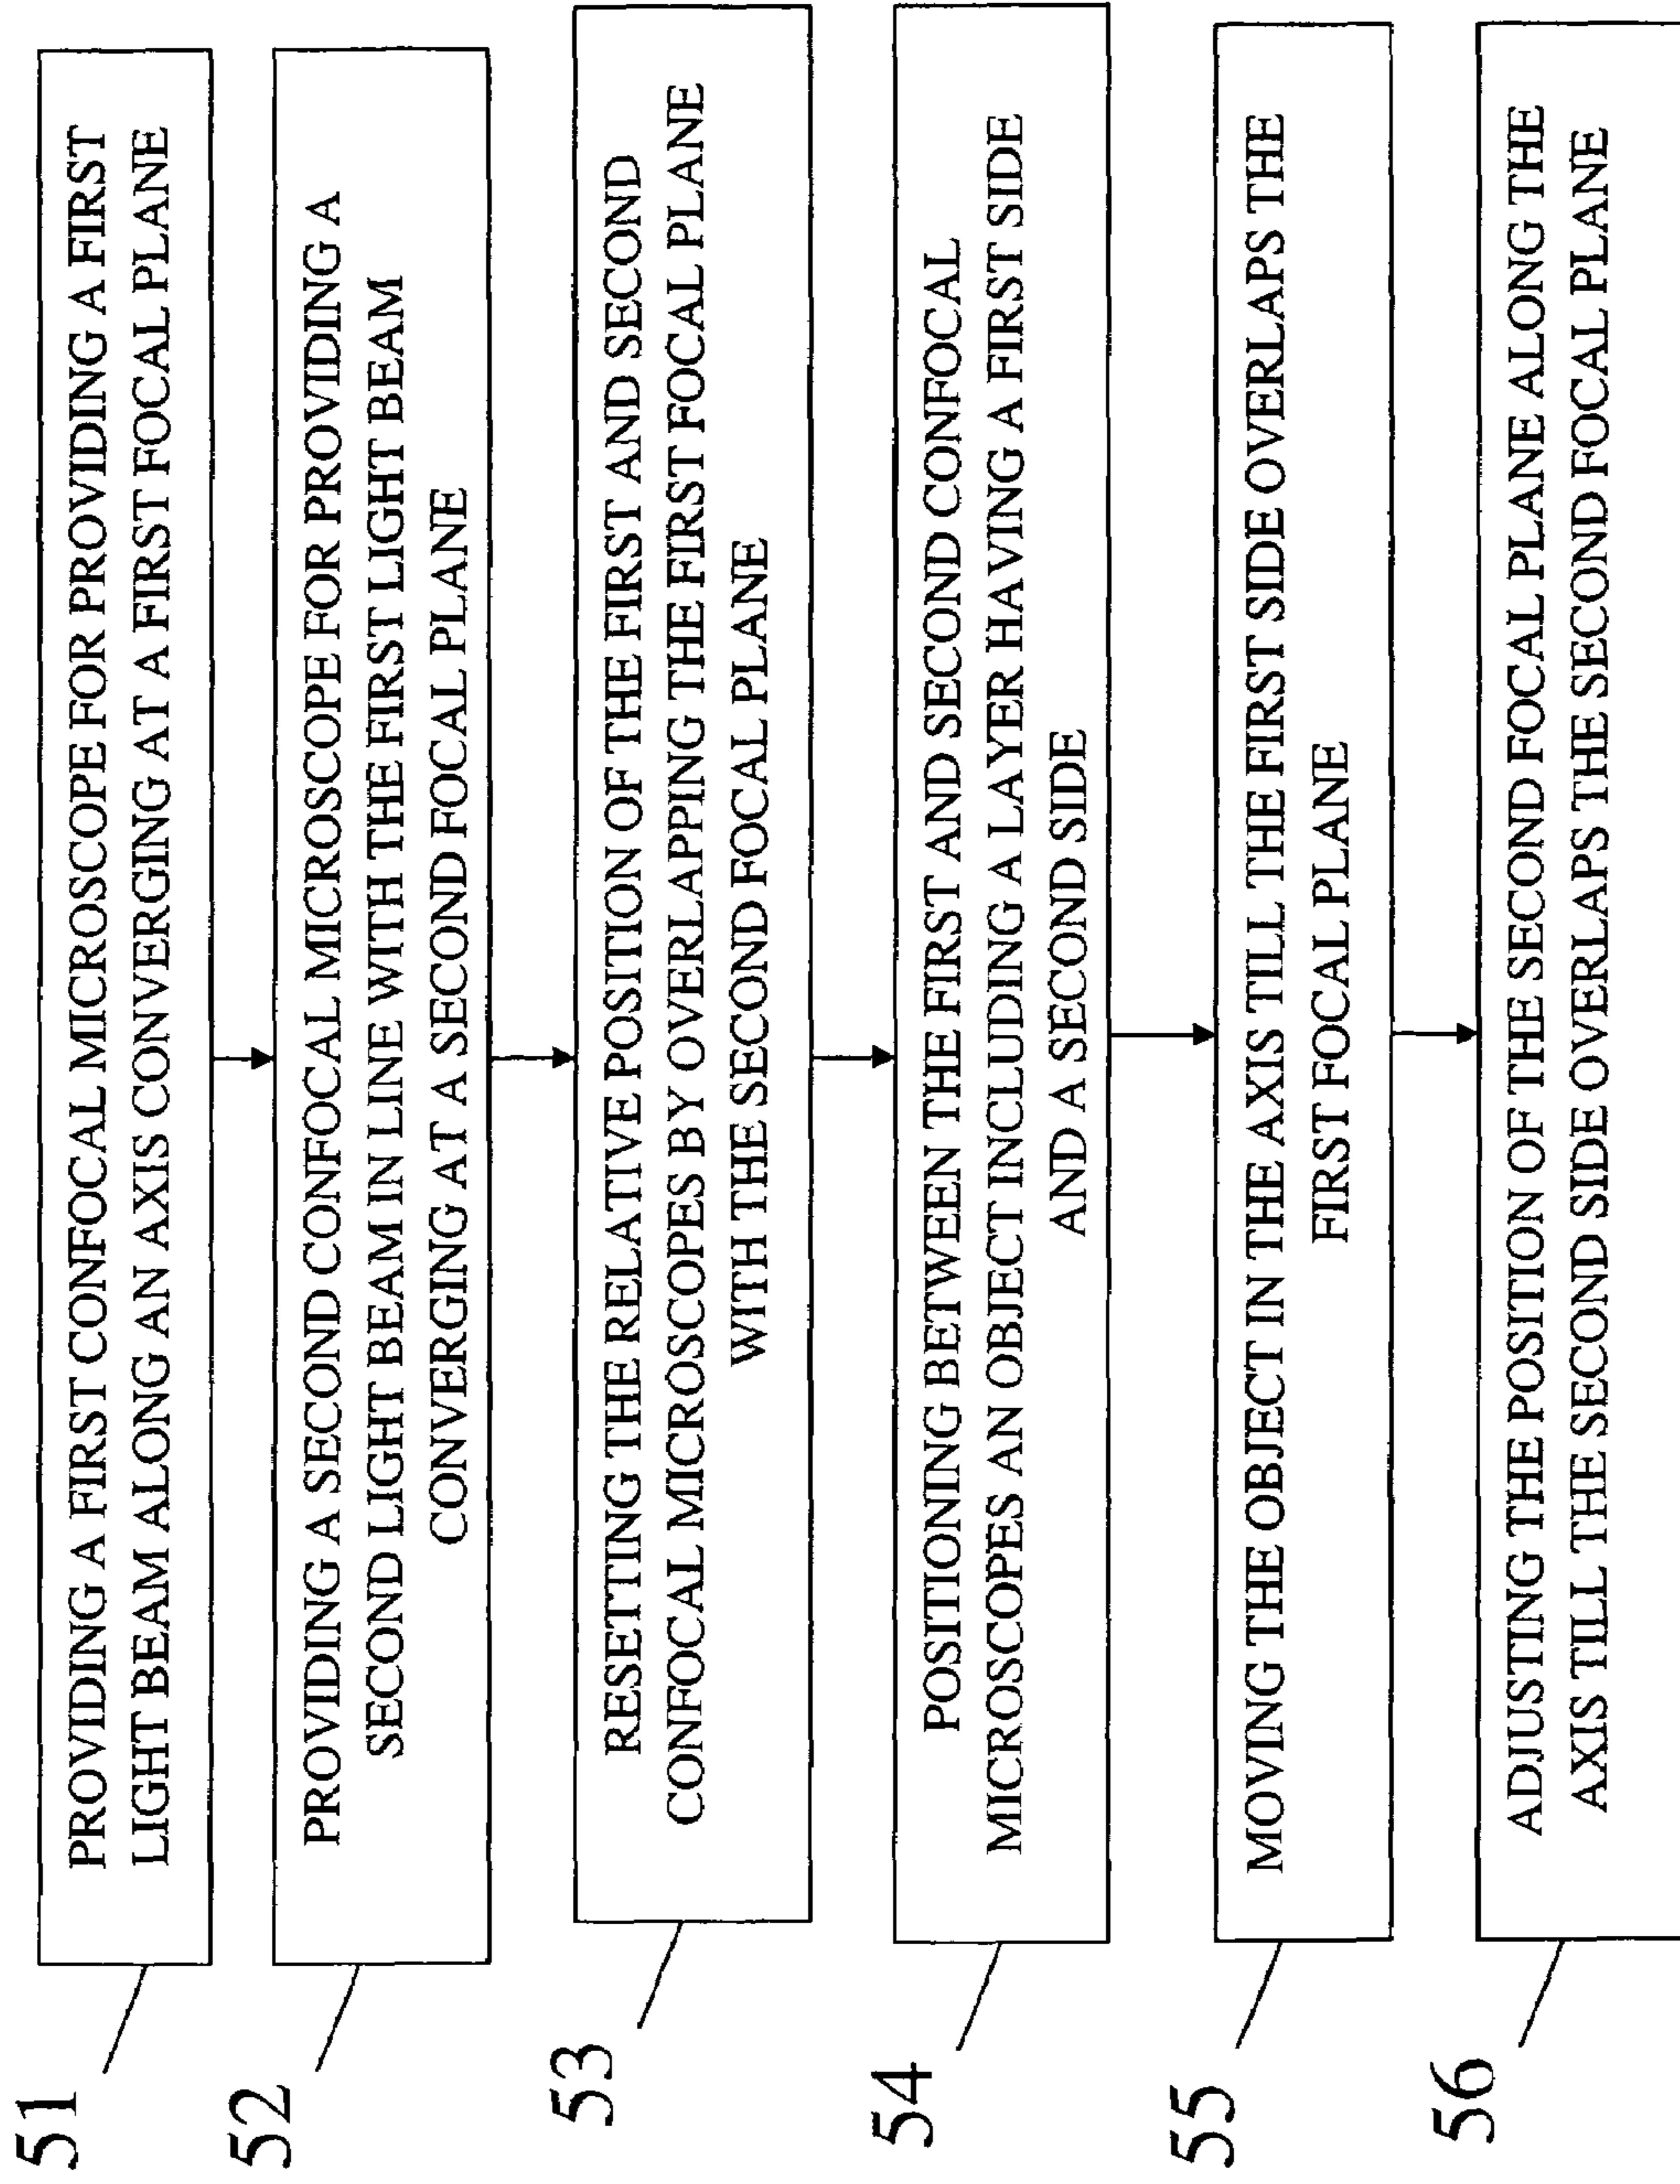 51
PROVIDING A FIRST CONFOCAL MICROSCOPE FOR PROVIDING A FIRST
LIGHT BEAM ALONG AN AXIS CONVERGING AT A FIRST FOCAL PLANE
52
PROVIDING A SECOND CONFOCAL MICROSCOPE FOR PROVIDING A
SECOND LIGHT BEAM IN LINE WITH THE FIRST LIGHT BEAM
CONVERGING AT A SECOND FOCAL PLANE
53
RESETTING THE RELATIVE POSITION OF THE FIRST AND SECOND
CONFOCAL MICROSCOPES BY OVERLAPPING THE FIRST FOCAL PLANE
WITH THE SECOND FOCAL PLANE
54
POSITIONING BETWEEN THE FIRST AND SECOND CONFOCAL
MICROSCOPES AN OBJECT INCLUDING A LAYER HAVING A FIRST SIDE
AND A SECOND SIDE
55
MOVING THE OBJECT IN THE AXIS TILL THE FIRST SIDE OVERLAPS THE
FIRST FOCAL PLANE
56
ADJUSTING THE POSITION OF THE SECOND FOCAL PLANE ALONG THE
AXIS TILL THE SECOND SIDE OVERLAPS THE SECOND FOCAL PLANE